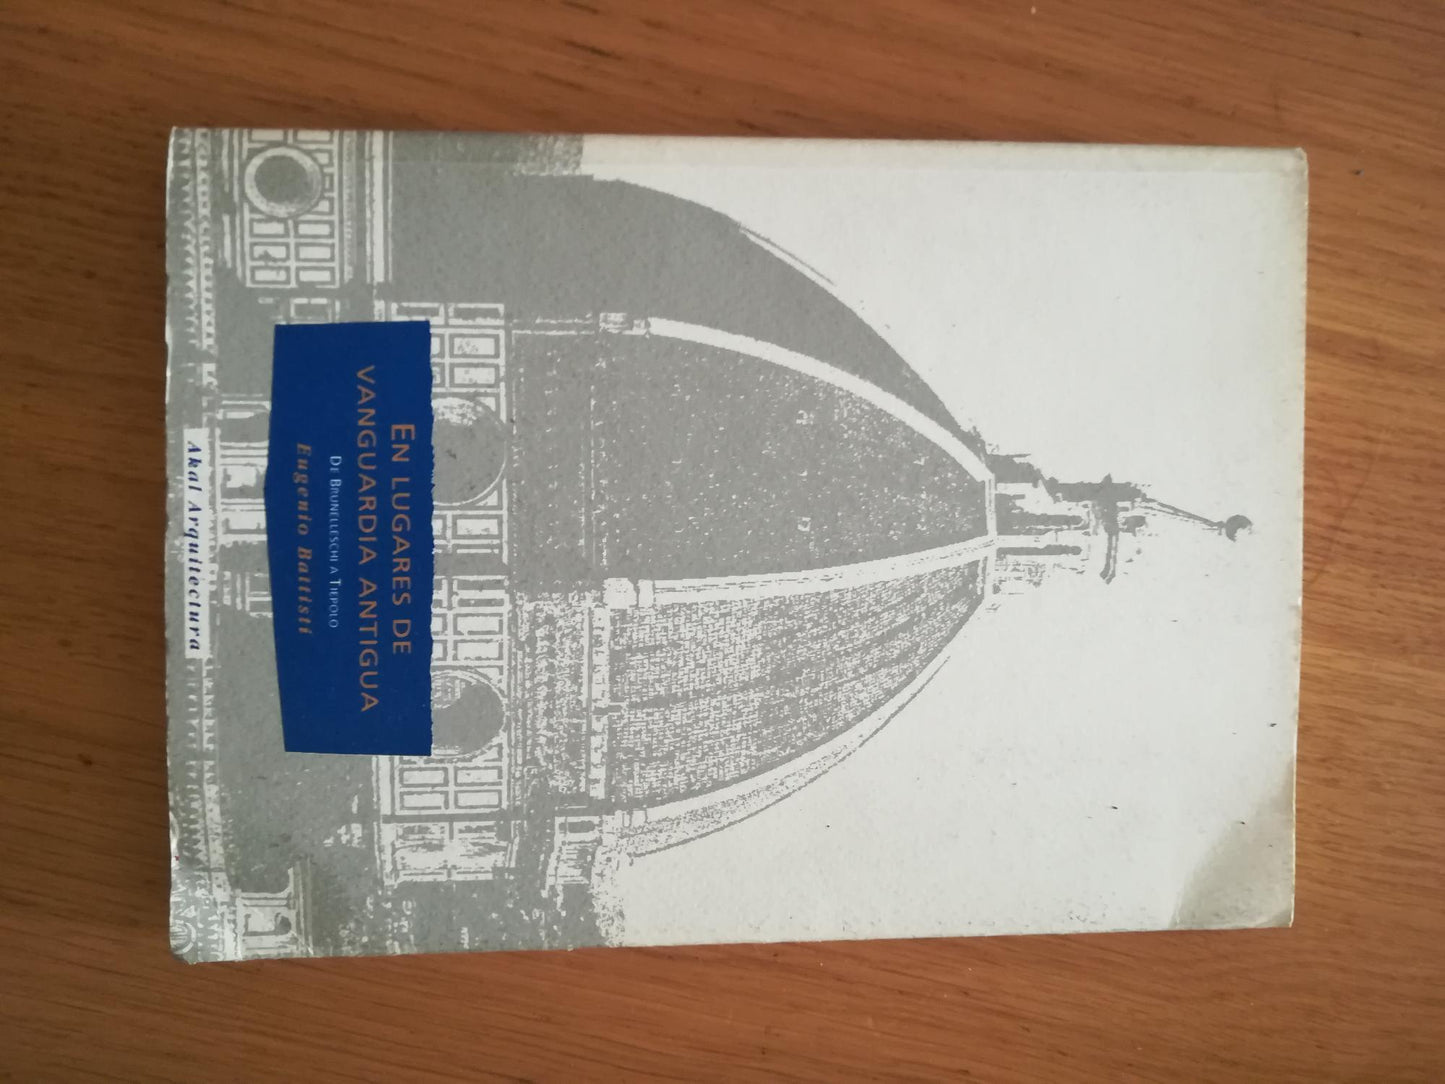 EN LUGARES DE
VANGUARDIA ANTIGUA
DE BRUNELLESCHI A TIEPOLO
Eugenio Battisti
Akal Arquitectura